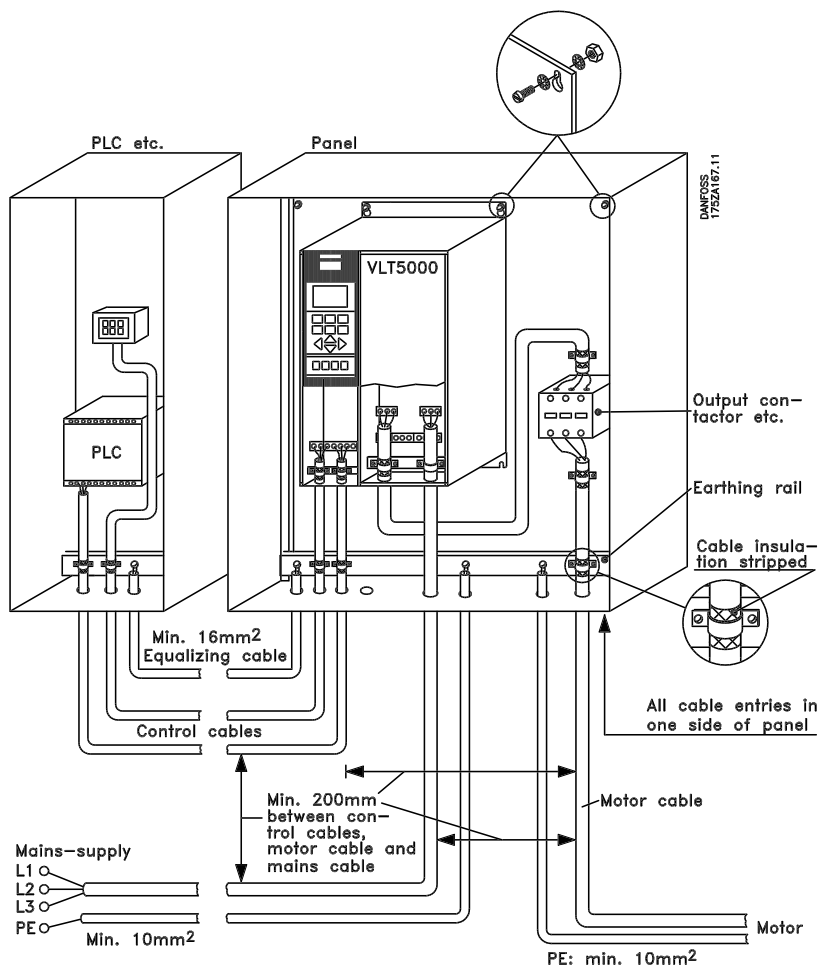 PLC etc.
Panel
DANFOSS
175ZA167.11
VLT5000
PLC
Output con-
tactor etc.
Earthing rail
Cable insula-
tion stripped
Min. 16mm2
Equalizing cable
Control cables
All cable entries in
one side of panel
Min. 200mm
between con-
trol cables,
motor cable and
mains cable
Motor cable
Mains-supply
L1
L2
L3
PE
Min. 10mm2
Motor
PE: min. 10mm2